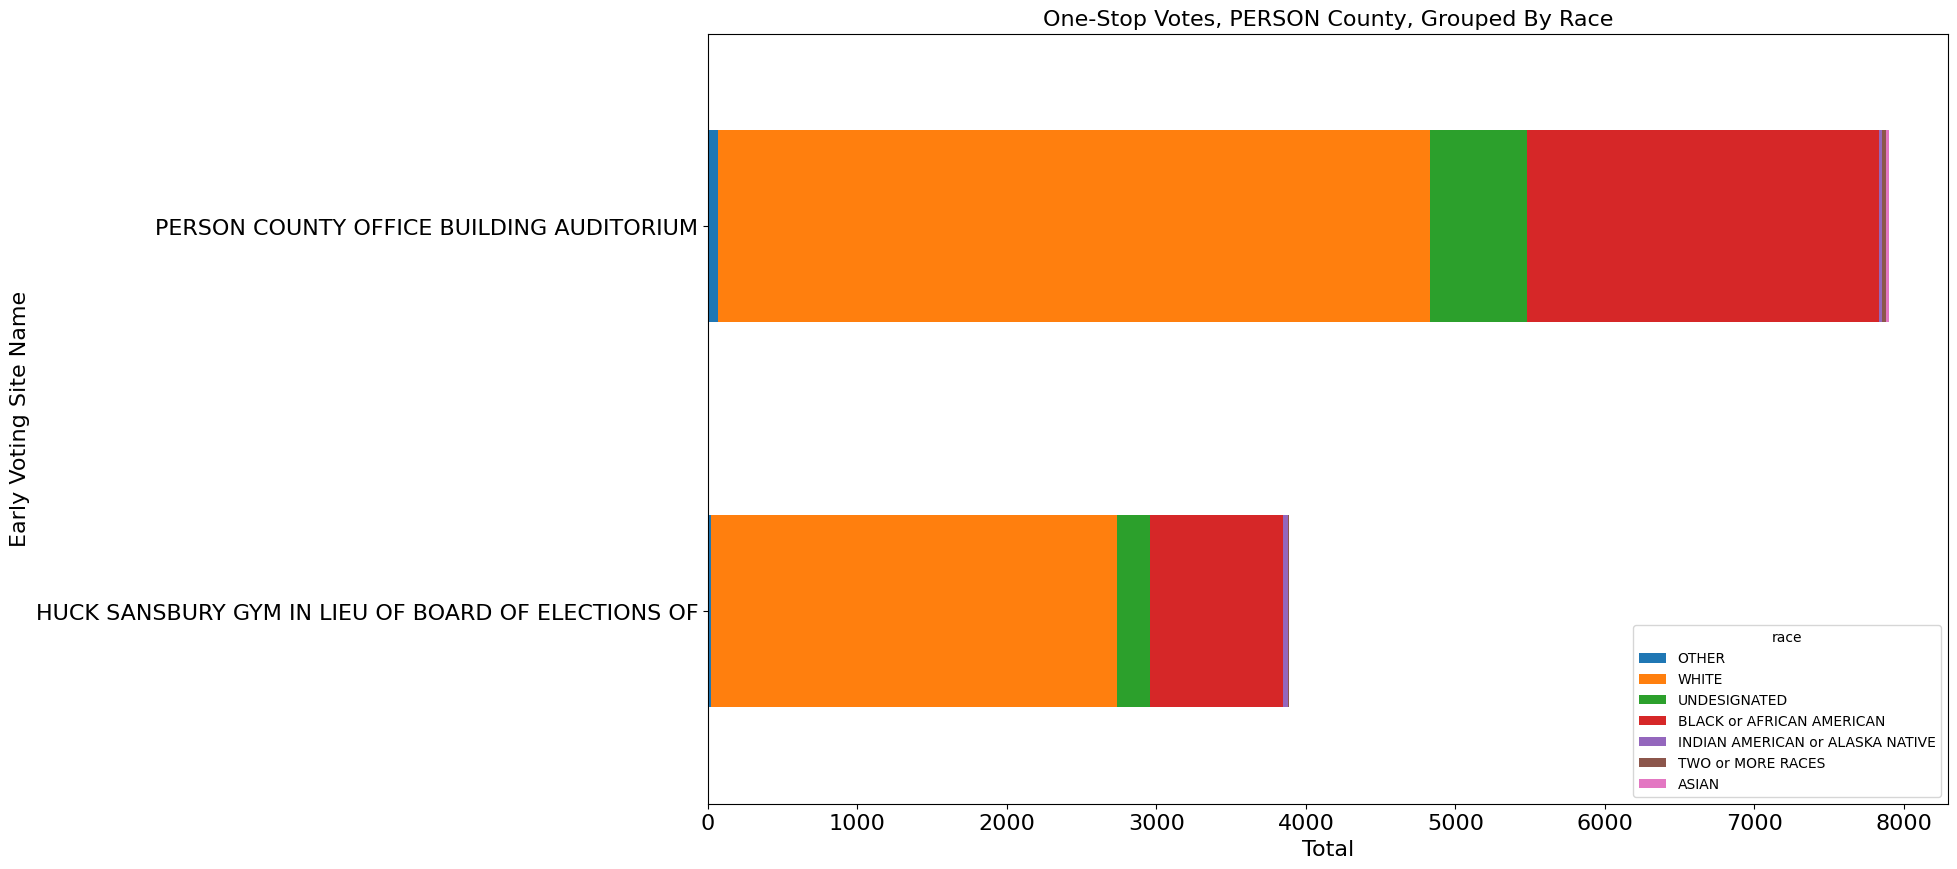 One-Stop Votes, PERSON County, Grouped By Race
Early Voting Site Name
PERSON COUNTY OFFICE BUILDING AUDITORIUM
HUCK SANSBURY GYM IN LIEU OF BOARD OF ELECTIONS OF
race
OTHER
WHITE
UNDESIGNATED
BLACK or AFRICAN AMERICAN
INDIAN AMERICAN or ALASKA NATIVE
TWO or MORE RACES
ASIAN
0 1000 2000 3000 4000 5000 6000 7000 8000
Total